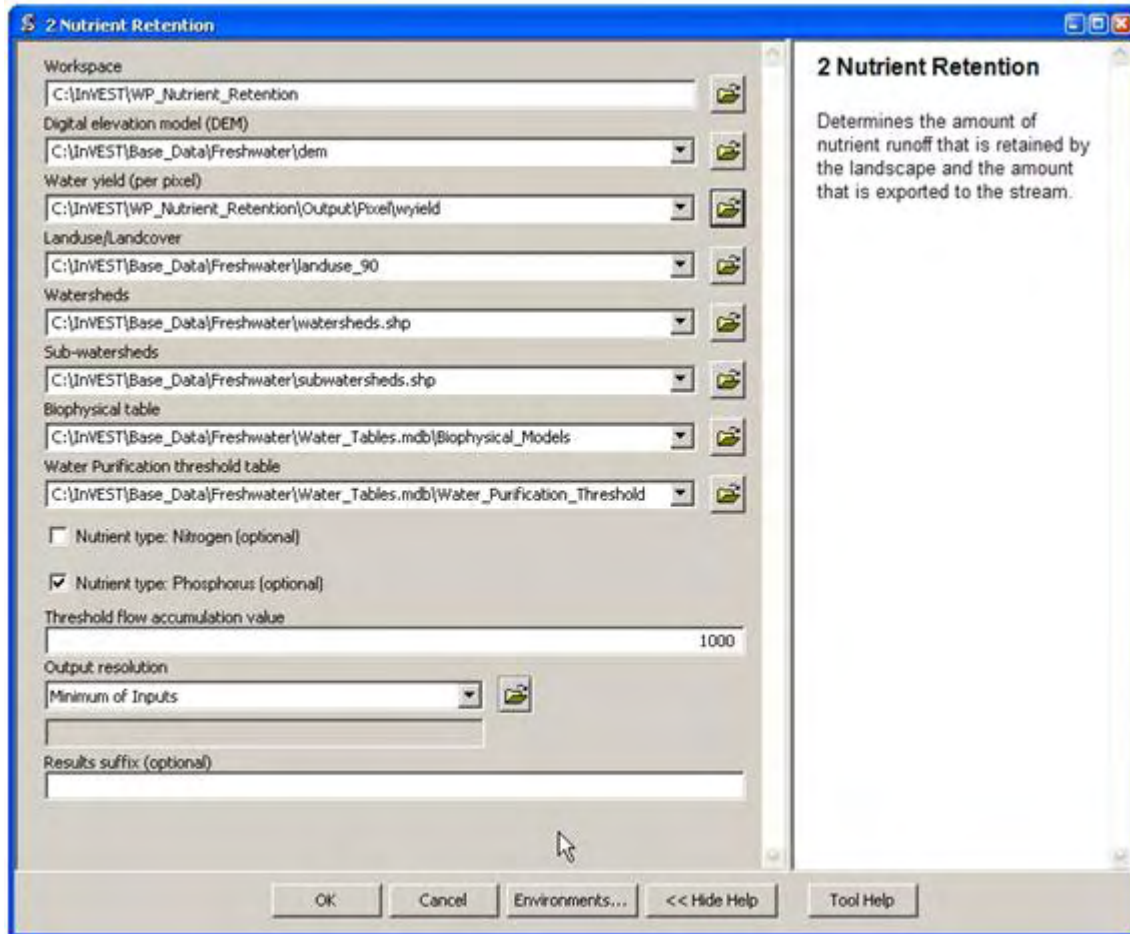 2 Nutrient Retention
Workspace
C:\InVEST\WP_Nutrient_Retention
Digital elevation model (DEM)
C:\InVEST\Base_Data\Freshwater\dem
Water yield (per pixel)
C:\InVEST\WP_Nutrient_Retention\Output\Pixel\wyield
Landuse/Landcover
C:\InVEST\Base_Data\Freshwater\landuse_90
Watersheds
C:\InVEST\Base_Data\Freshwater\watersheds.shp
Sub-watersheds
C:\InVEST\Base_Data\Freshwater\subwatersheds.shp
Biophysical table
C:\InVEST\Base_Data\Freshwater\Water_Tables.mdb\Biophysical_Models
Water Purification threshold table
C:\InVEST\Base_Data\Freshwater\Water_Tables.mdb\Water_Purification_Threshold
Nutrient type: Nitrogen (optional)
Nutrient type: Phosphorus (optional)
Threshold flow accumulation value
1000
Output resolution
Minimum of Inputs
Results suffix (optional)
2 Nutrient Retention
Determines the amount of
nutrient runoff that is retained by
the landscape and the amount
that is exported to the stream.
OK
Cancel
Environments...
<< Hide Help
Tool Help